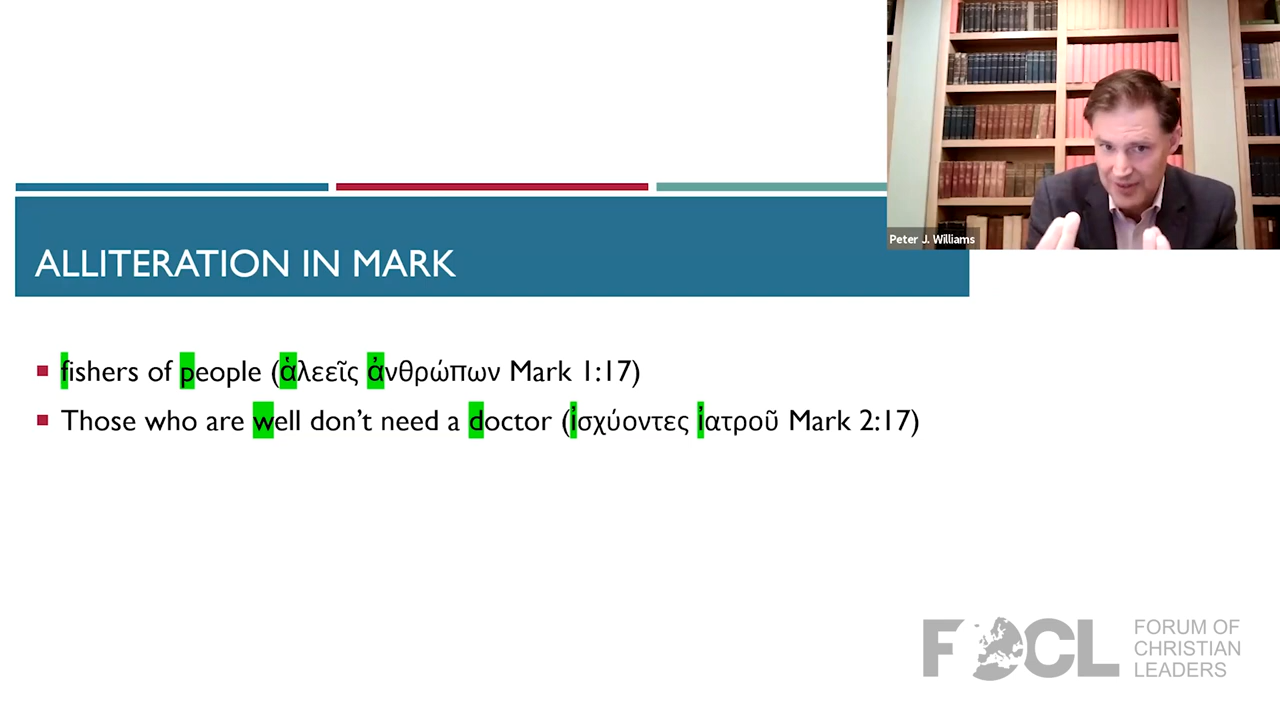 Peter J. Williams
ALLITERATION IN MARK
fishers of people (ἁλεεῖς ἀνθρώπων Mark 1:17)
Those who are well don’t need a doctor (ἰσχύοντες ἰατροῦ Mark 2:17)
FOCL
FORUM OF
CHRISTIAN
LEADERS